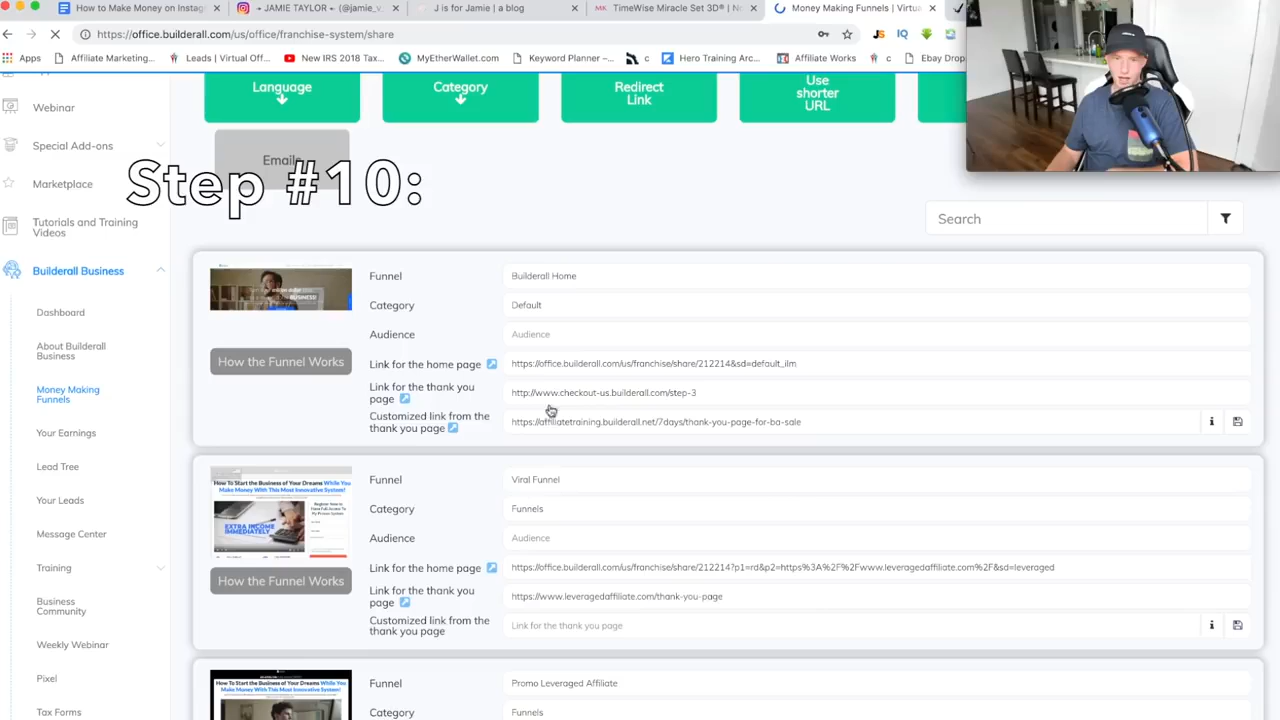 How to Make Money on Instag
- JAMIE TAYLOR - (@jamie_v
J is for Jamie | a blog
TimeWise Miracle Set 3D® | No
Money Making Funnels | Virtua
https://office.builderall.com/us/office/franchise-system/share
Apps
Affiliate Marketing...
Leads | Virtual Off...
New IRS 2018 Tax...
MyEtherWallet.com
Keyword Planner –...
c
Hero Training Arc...
Affiliate Works
c
Ebay Drop
Language
Category
Redirect
Link
Use
shorter
URL
Emails
Step #10:
Search
Webinar
Special Add-ons
Marketplace
Tutorials and Training
Videos
Builderall Business
Dashboard
About Builderall
Business
Money Making
Funnels
Your Earnings
Lead Tree
Your Leads
Message Center
Training
Business
Community
Weekly Webinar
Pixel
Tax Forms
How the Funnel Works
Funnel
Builderall Home
Category
Default
Audience
Audience
Link for the home page
https://office.builderall.com/us/franchise/share/212214&sd=default_ilm
Link for the thank you
page
http://www.checkout-us.builderall.com/step-3
Customized link from the
thank you page
https://affiliatetraining.builderall.net/7days/thank-you-page-for-ba-sale
How To Start the Business of Your Dreams While You
Make Money With This Most Innovative System!
EXTRA INCOME
IMMEDIATELY
How the Funnel Works
Funnel
Viral Funnel
Category
Funnels
Audience
Audience
Link for the home page
https://office.builderall.com/us/franchise/share/212214?p1=rd&p2=https%3A%2F%2Fwww.leveragedaffiliate.com%2F&sd=leveraged
Link for the thank you
page
https://www.leveragedaffiliate.com/thank-you-page
Customized link from the
thank you page
Link for the thank you page
How To Start the Business of Your Dreams While You
Make Money With This Most Innovative System!
Funnel
Promo Leveraged Affiliate
Category
Funnels